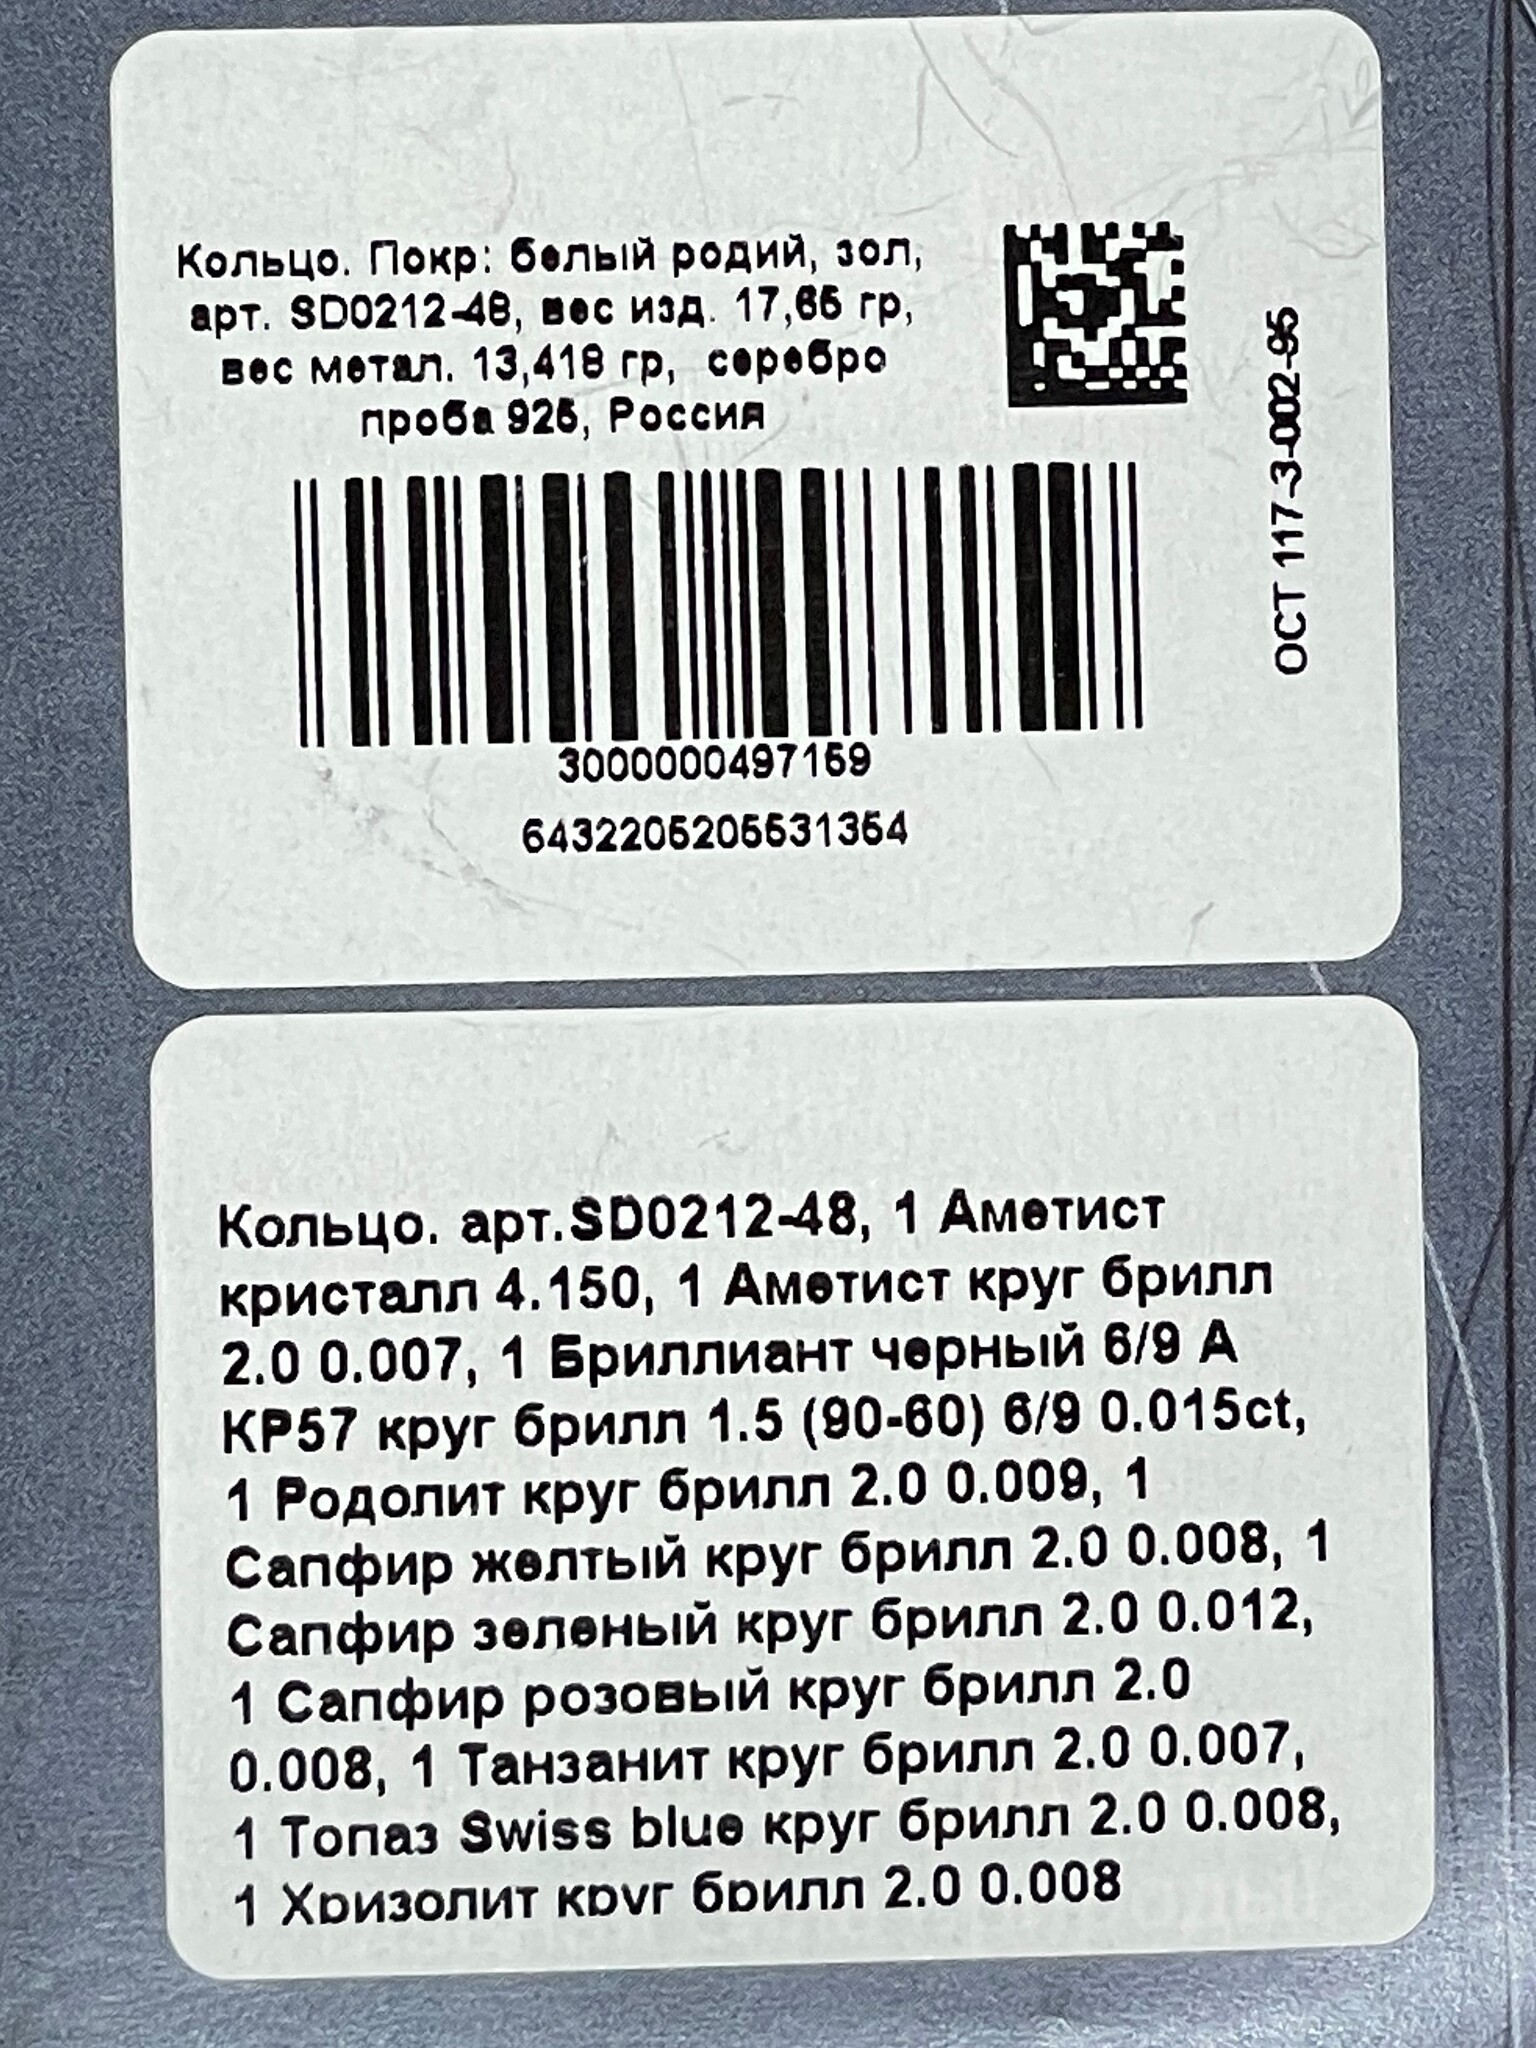 Кольцо. Покр: белый родий, зол,
арт. SD0212-48, вес изд. 17,65 гр,
вес метал. 13,418 гр, серебро
проба 925, Россия
ОСТ 117-3-002-95
3000000497159
6432205205531354
Кольцо. арт.SD0212-48, 1 Аметист
кристалл 4.150, 1 Аметист круг брилл
2.0 0.007, 1 Бриллиант черный 6/9 А
КР57 круг брилл 1.5 (90-60) 6/9 0.015ct,
1 Родолит круг брилл 2.0 0.009, 1
Сапфир желтый круг брилл 2.0 0.008, 1
Сапфир зеленый круг брилл 2.0 0.012,
1 Сапфир розовый круг брилл 2.0
0.008, 1 Танзанит круг брилл 2.0 0.007,
1 Топаз Swiss blue круг брилл 2.0 0.008,
1 Хризолит круг брилл 2.0 0.008